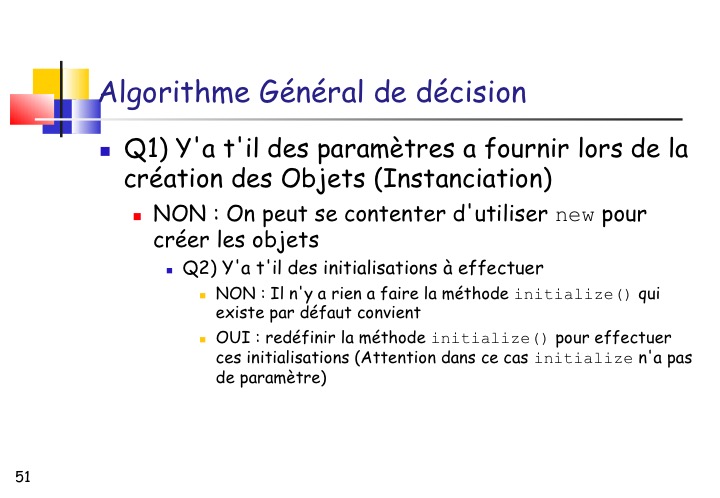 Algorithme Général de décision
Q1) Y'a t'il des paramètres a fournir lors de la
création des Objets (Instanciation)
NON : On peut se contenter d'utiliser new pour
créer les objets
Q2) Y'a t'il des initialisations à effectuer
NON : Il n'y a rien a faire la méthode initialize() qui
existe par défaut convient
OUI : redéfinir la méthode initialize() pour effectuer
ces initialisations (Attention dans ce cas initialize n'a pas
de paramètre)
51